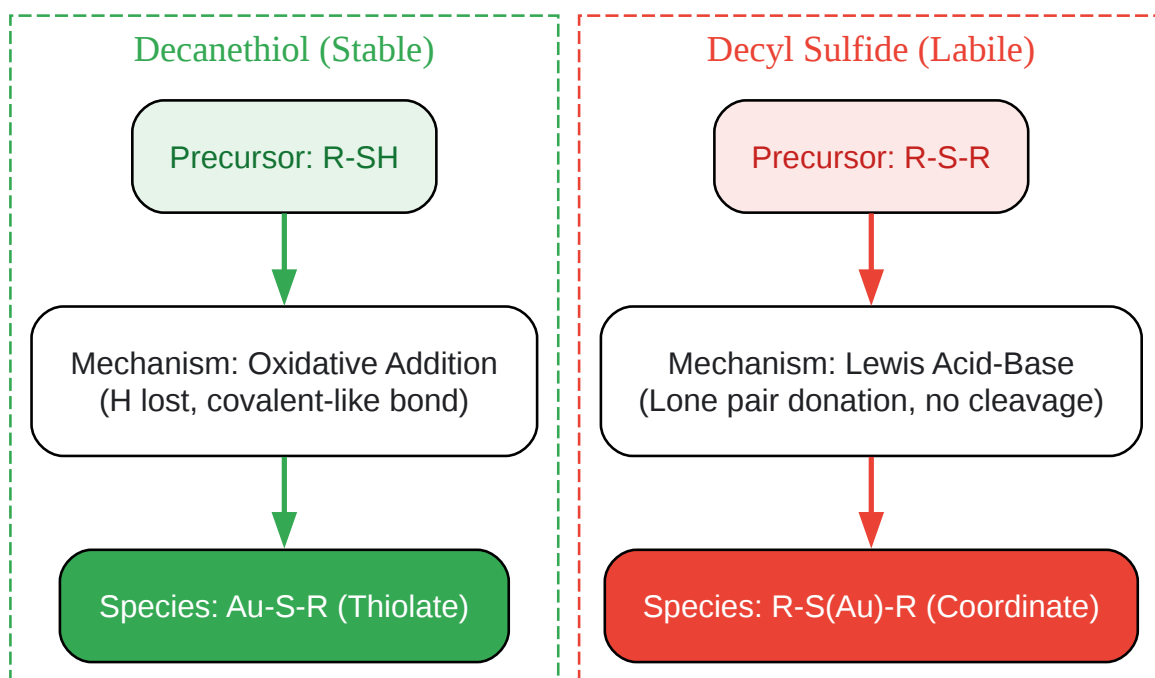 Decanethiol (Stable)
Precursor: R-SH
Mechanism: Oxidative Addition
(H lost, covalent-like bond)
Species: Au-S-R (Thiolate)
Decyl Sulfide (Labile)
Precursor: R-S-R
Mechanism: Lewis Acid-Base
(Lone pair donation, no cleavage)
Species: R-S(Au)-R (Coordinate)